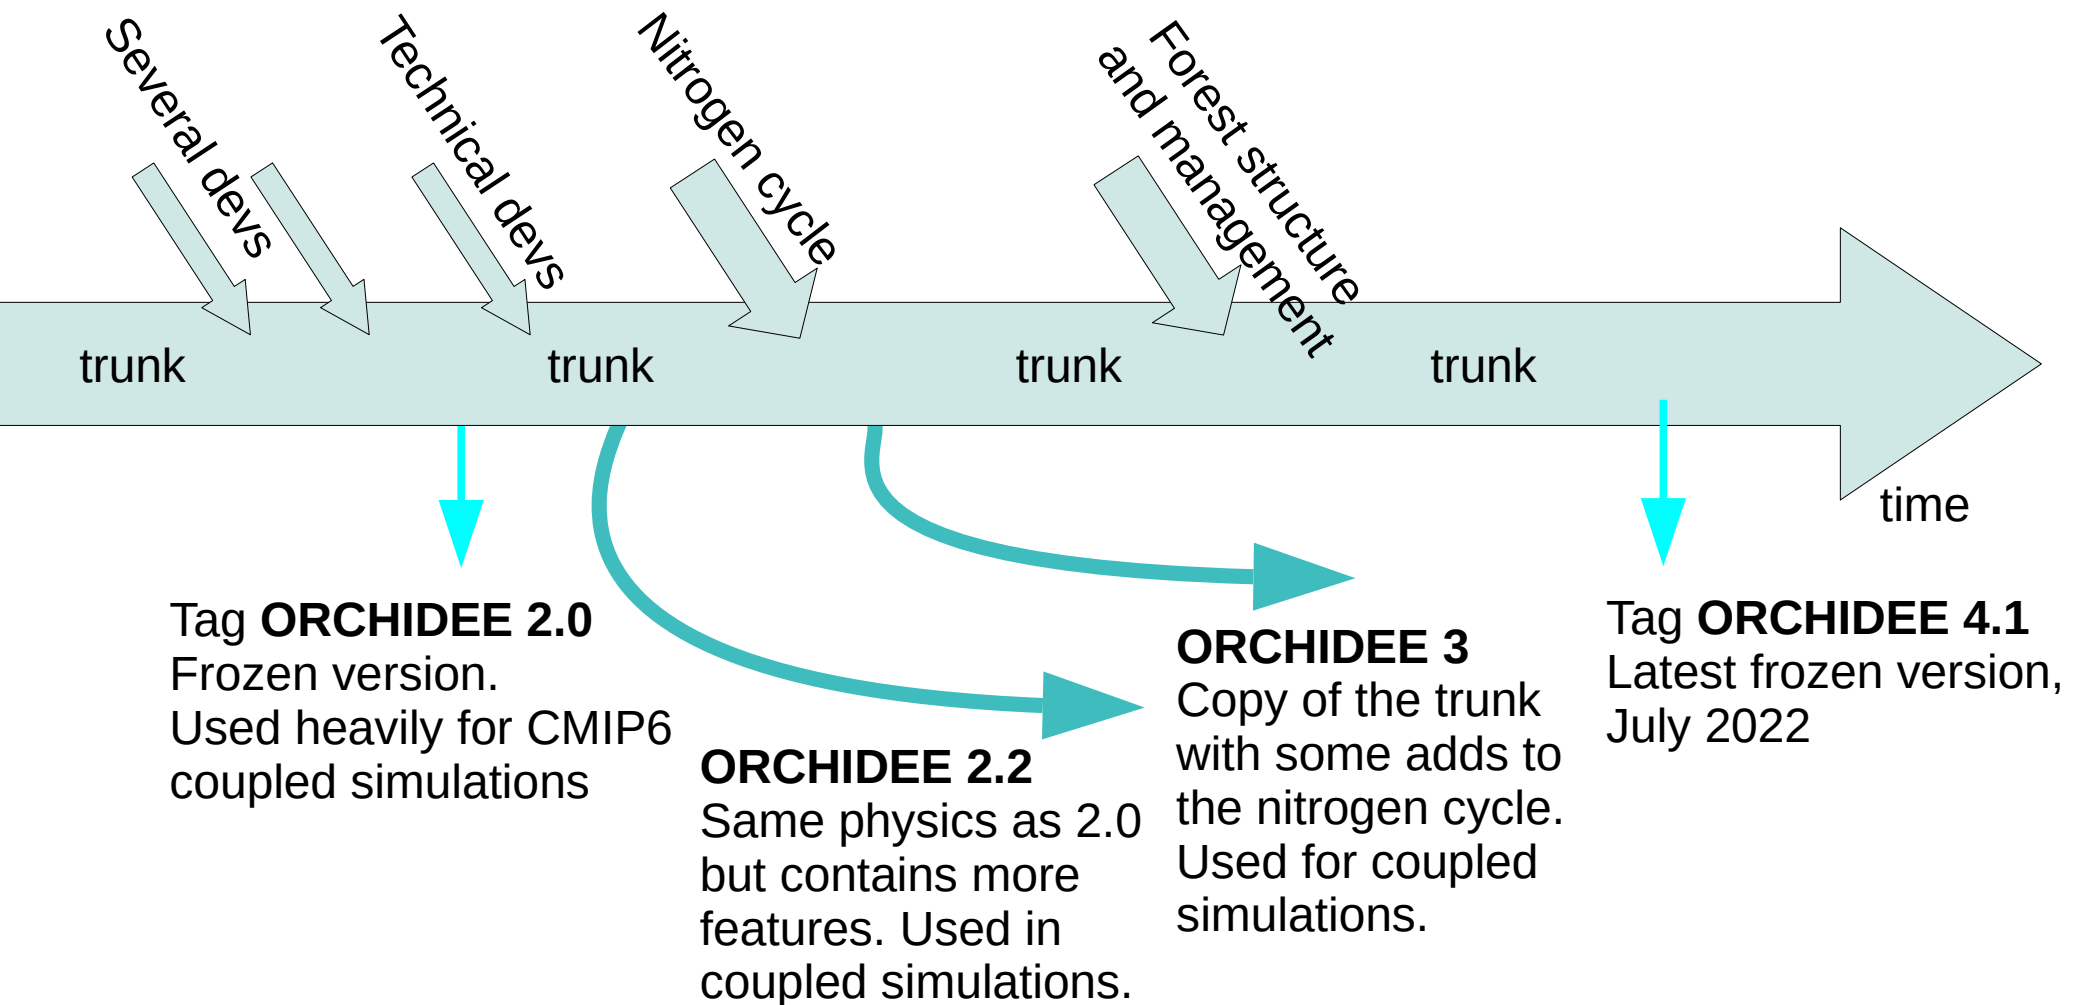 Several devs
Technical devs
Nitrogen cycle
Forest structure
and management
trunk
trunk
trunk
trunk
time
Tag ORCHIDEE 2.0
Frozen version.
Used heavily for CMIP6
coupled simulations
ORCHIDEE 2.2
Same physics as 2.0
but contains more
features. Used in
coupled simulations.
ORCHIDEE 3
Copy of the trunk
with some adds to
the nitrogen cycle.
Used for coupled
simulations.
Tag ORCHIDEE 4.1
Latest frozen version,
July 2022